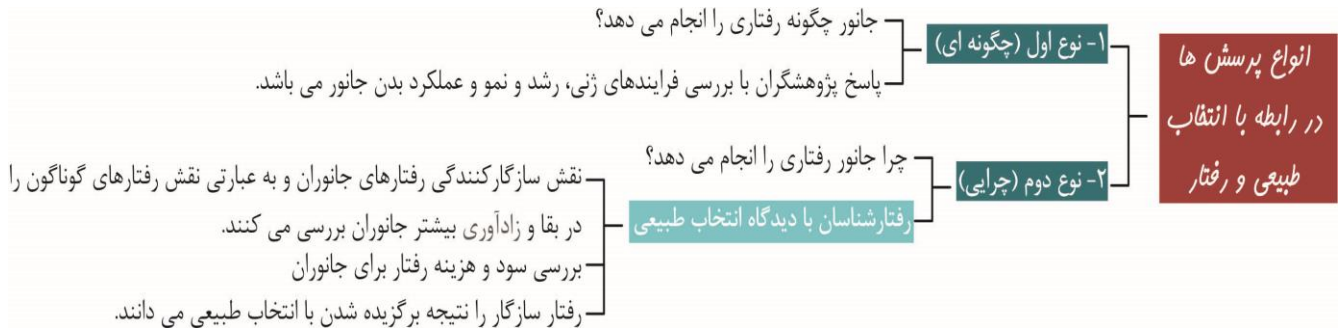 انواع پرسش ها
در رابطه با انتخاب
طبیعی و رفتار
۱- نوع اول (چگونه ای)
جانور چگونه رفتاری را انجام می دهد؟
پاسخ پژوهشگران با بررسی فرایندهای ژنی، رشد و نمو و عملکرد بدن جانور می باشد.
۲- نوع دوم (چرایی)
چرا جانور رفتاری را انجام می دهد؟
رفتارشناسان با دیدگاه انتخاب طبیعی
نقش سازگارکنندگی رفتارهای جانوران و به عبارتی نقش رفتارهای گوناگون را
در بقا و زادآوری بیشتر جانوران بررسی می کنند.
بررسی سود و هزینه رفتار برای جانوران
رفتار سازگار را نتیجه برگزیده شدن با انتخاب طبیعی می دانند.